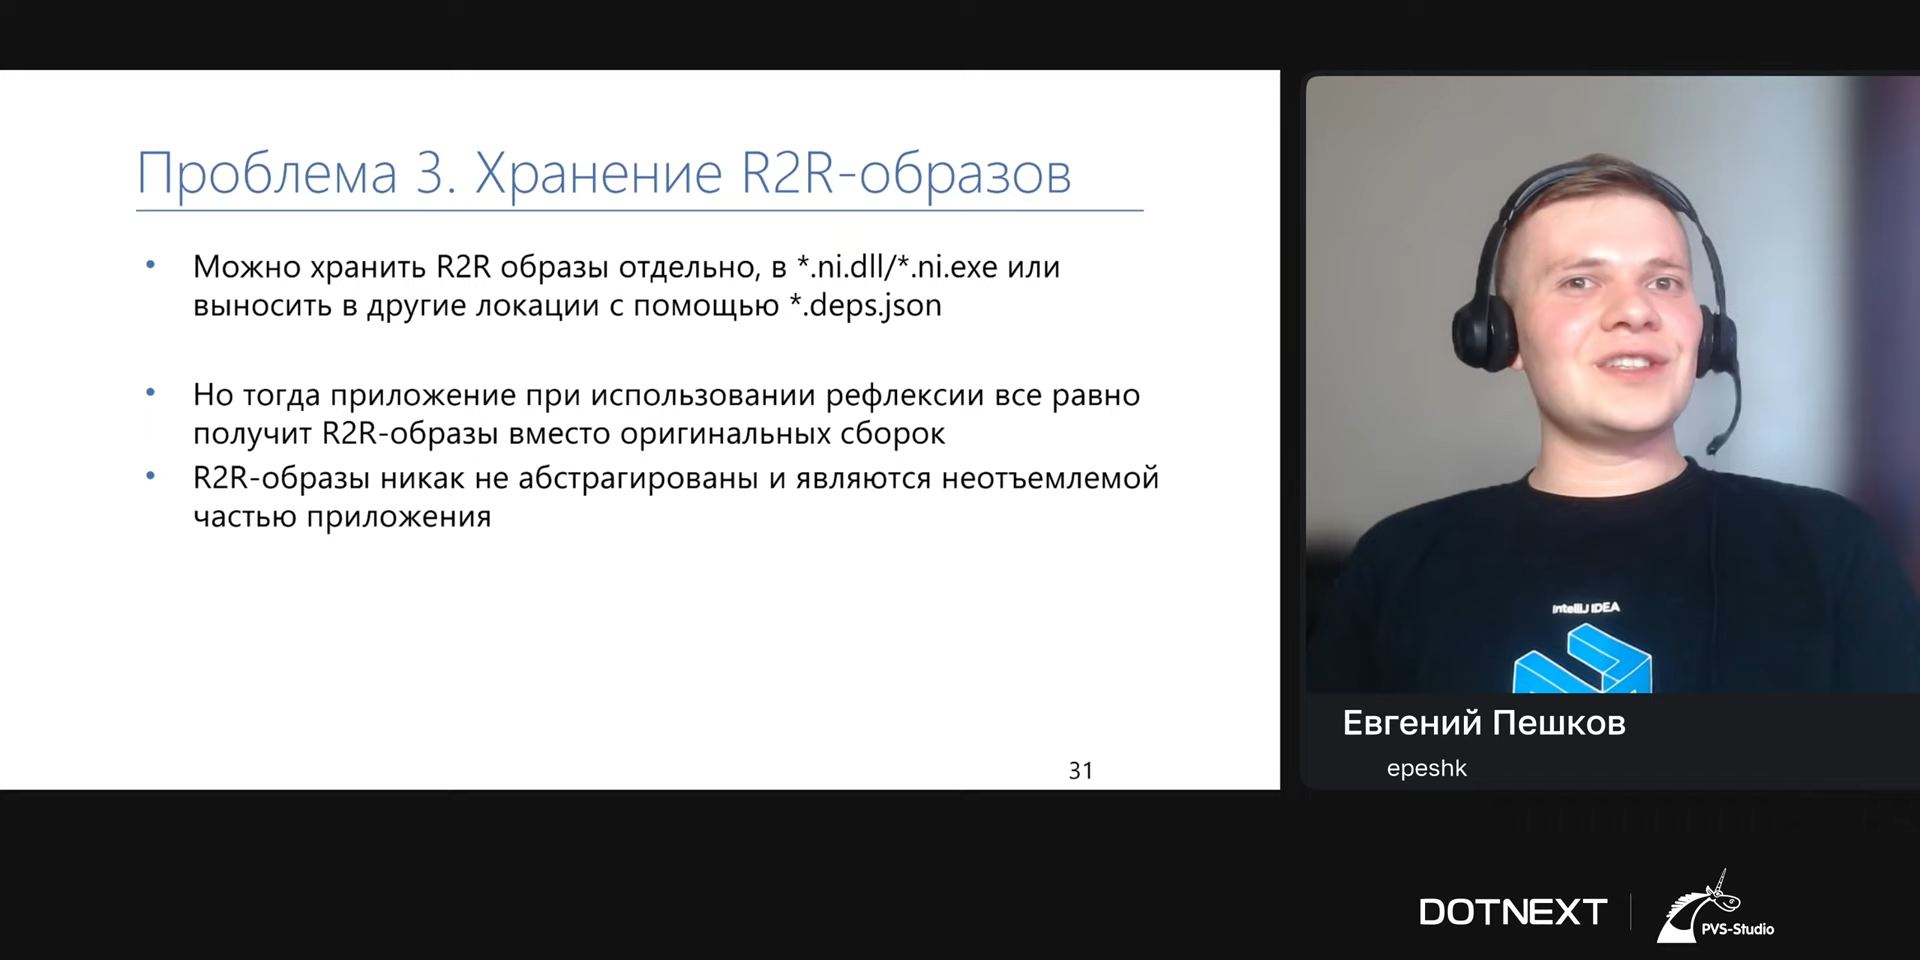 Проблема 3. Хранение R2R-образов
Можно хранить R2R образы отдельно, в *.ni.dll/*.ni.exe или
выносить в другие локации с помощью *.deps.json
Но тогда приложение при использовании рефлексии все равно
получит R2R-образы вместо оригинальных сборок
R2R-образы никак не абстрагированы и являются неотъемлемой
частью приложения
31
IntelliJ IDEA
Евгений Пешков
epeshk
DOTNEXT
PVS-Studio